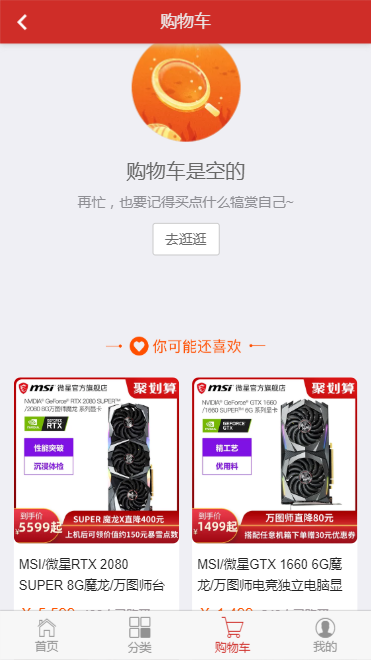 购物车
购物车是空的
再忙，也要记得买点什么犒赏自己~
去逛逛
你可能还喜欢
msi 微星官方旗舰店
聚划算
NVIDIA® GeForce® RTX 2080 SUPER™
/2080 8G万图师魔龙 系列显卡
NVIDIA
GEFORCE
RTX
性能突破
沉浸体检
到手价
¥5599起
SUPER 魔龙X直降400元
上机后可领价值约150元暴雪点数
MSI/微星RTX 2080
SUPER 8G魔龙/万图师台
msi 微星官方旗舰店
聚划算
NVIDIA® GeForce® GTX 1660
/1660 SUPER™ 6G 系列显卡
NVIDIA
GEFORCE
GTX
精工艺
优用料
到手价
¥1499起
万图师直降80元
搭配任意机箱下单赠30元优惠券
MSI/微星GTX 1660 6G魔
龙/万图师电竞独立电脑显
首页
分类
购物车
我的